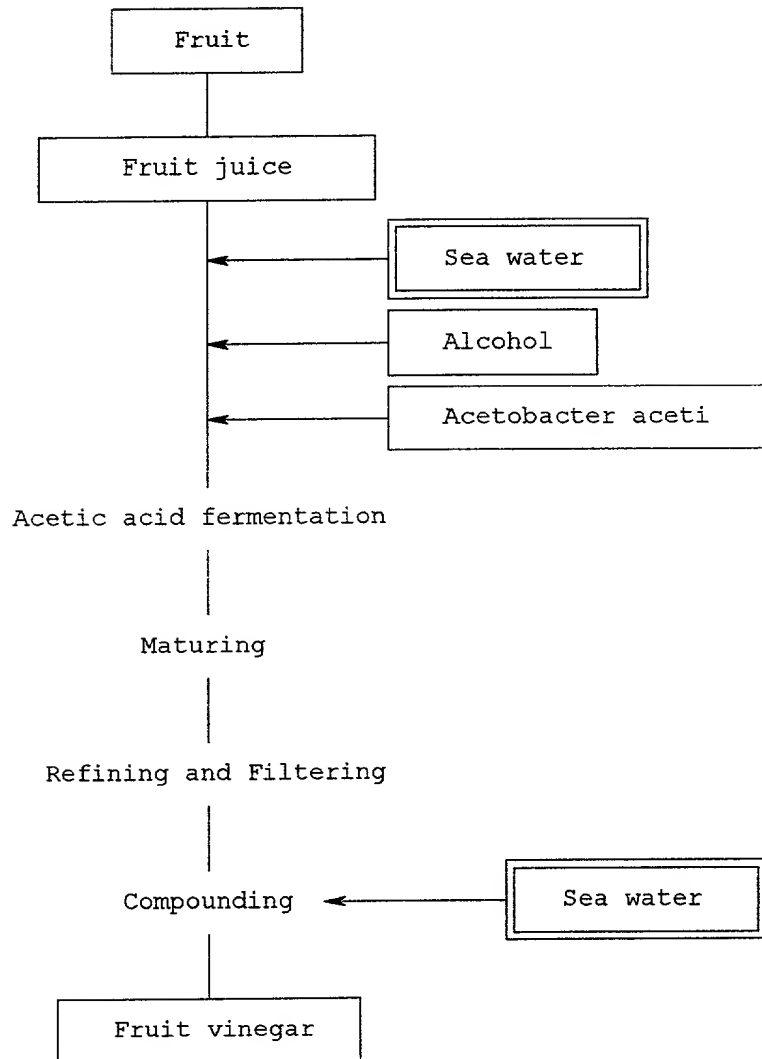 Fruit
Fruit juice
Sea water
Alcohol
Acetobacter aceti
Acetic acid fermentation
Maturing
Refining and Filtering
Compounding
Sea water
Fruit vinegar